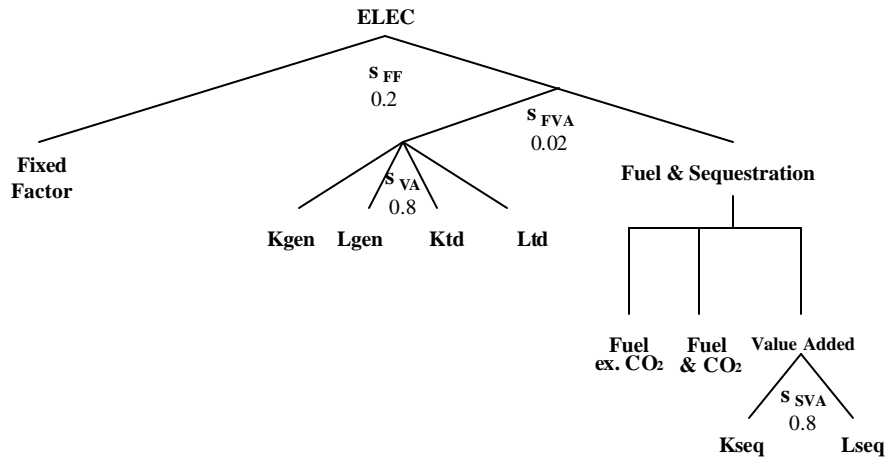 ELEC
s FF
0.2
s FVA
0.02
Fixed
Factor
s VA
0.8
Fuel & Sequestration
Kgen Lgen Ktd Ltd
Fuel
ex. CO₂
Fuel
& CO₂
Value Added
s SVA
0.8
Kseq Lseq